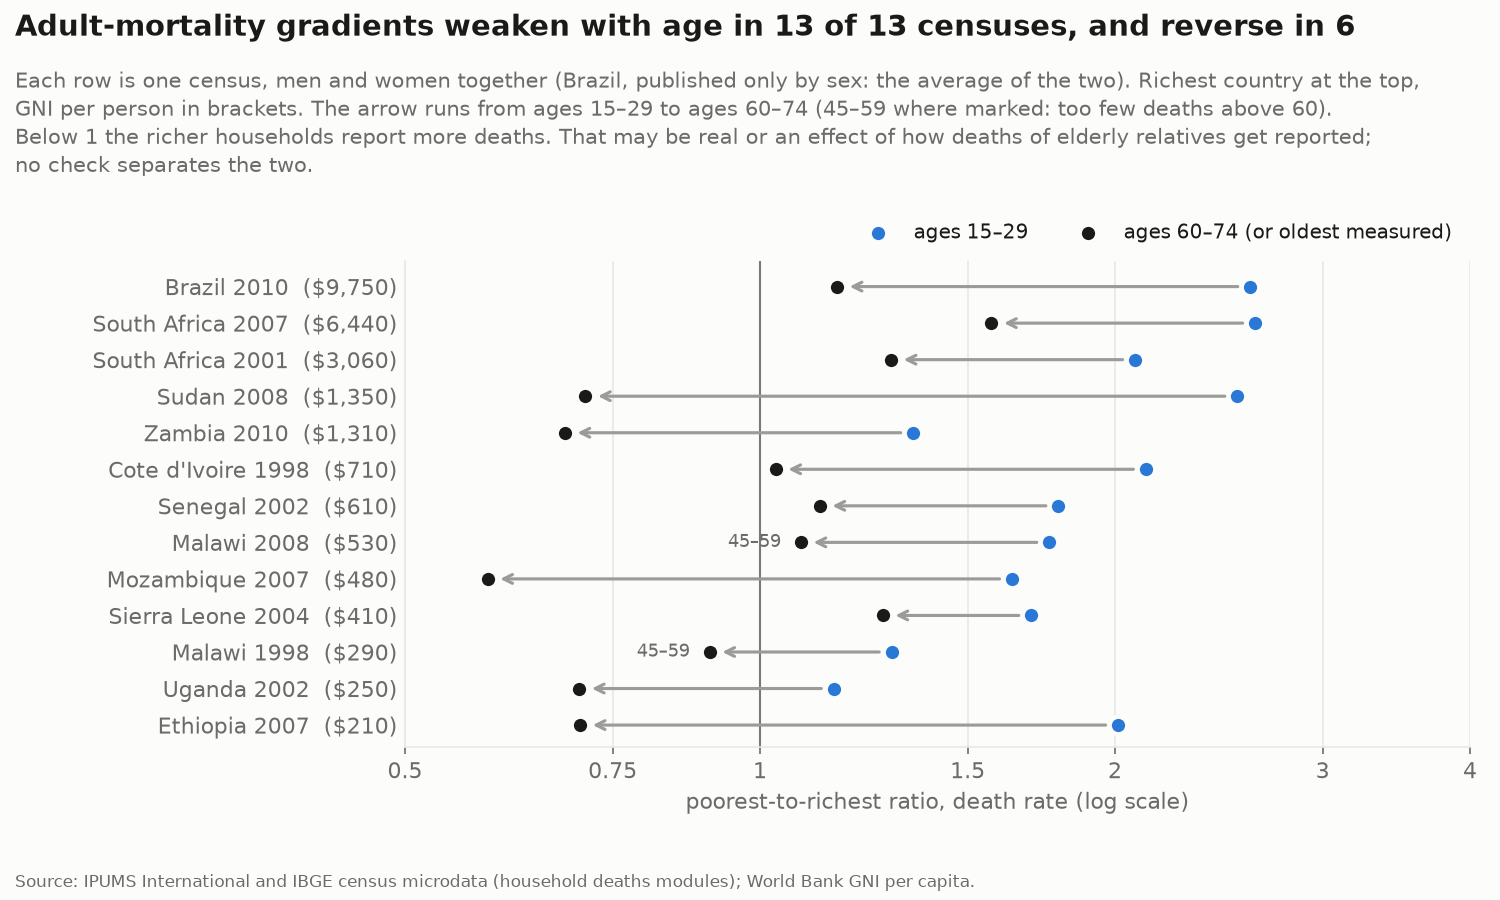 Adult-mortality gradients weaken with age in 13 of 13 censuses, and reverse in 6
Each row is one census, men and women together (Brazil, published only by sex: the average of the two). Richest country at the top,
GNI per person in brackets. The arrow runs from ages 15–29 to ages 60–74 (45–59 where marked: too few deaths above 60).
Below 1 the richer households report more deaths. That may be real or an effect of how deaths of elderly relatives get reported;
no check separates the two.
ages 15–29
ages 60–74 (or oldest measured)
Brazil 2010 ($9,750)
South Africa 2007 ($6,440)
South Africa 2001 ($3,060)
Sudan 2008 ($1,350)
Zambia 2010 ($1,310)
Cote d'Ivoire 1998 ($710)
Senegal 2002 ($610)
Malawi 2008 ($530)
45–59
Mozambique 2007 ($480)
Sierra Leone 2004 ($410)
Malawi 1998 ($290)
45–59
Uganda 2002 ($250)
Ethiopia 2007 ($210)
0.5 0.75 1 1.5 2 3 4
poorest-to-richest ratio, death rate (log scale)
Source: IPUMS International and IBGE census microdata (household deaths modules); World Bank GNI per capita.